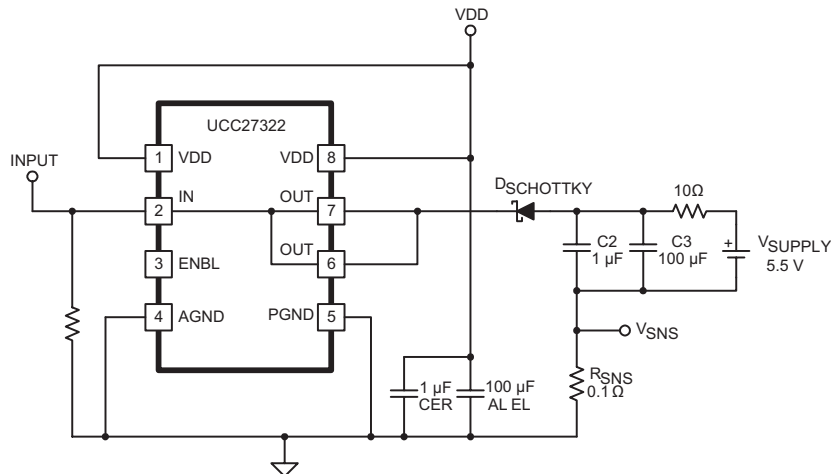 VDD
UCC27322
INPUT
1 VDD
VDD 8
IN
2
OUT
7
OUT
6
3 ENBL
4 AGND
PGND 5
DSCHOTTKY
10Ω
C2
1 µF
C3
100 µF
+
VSUPPLY
5.5 V
VSNS
RSNS
0.1 Ω
1 µF
CER
100 µF
AL EL